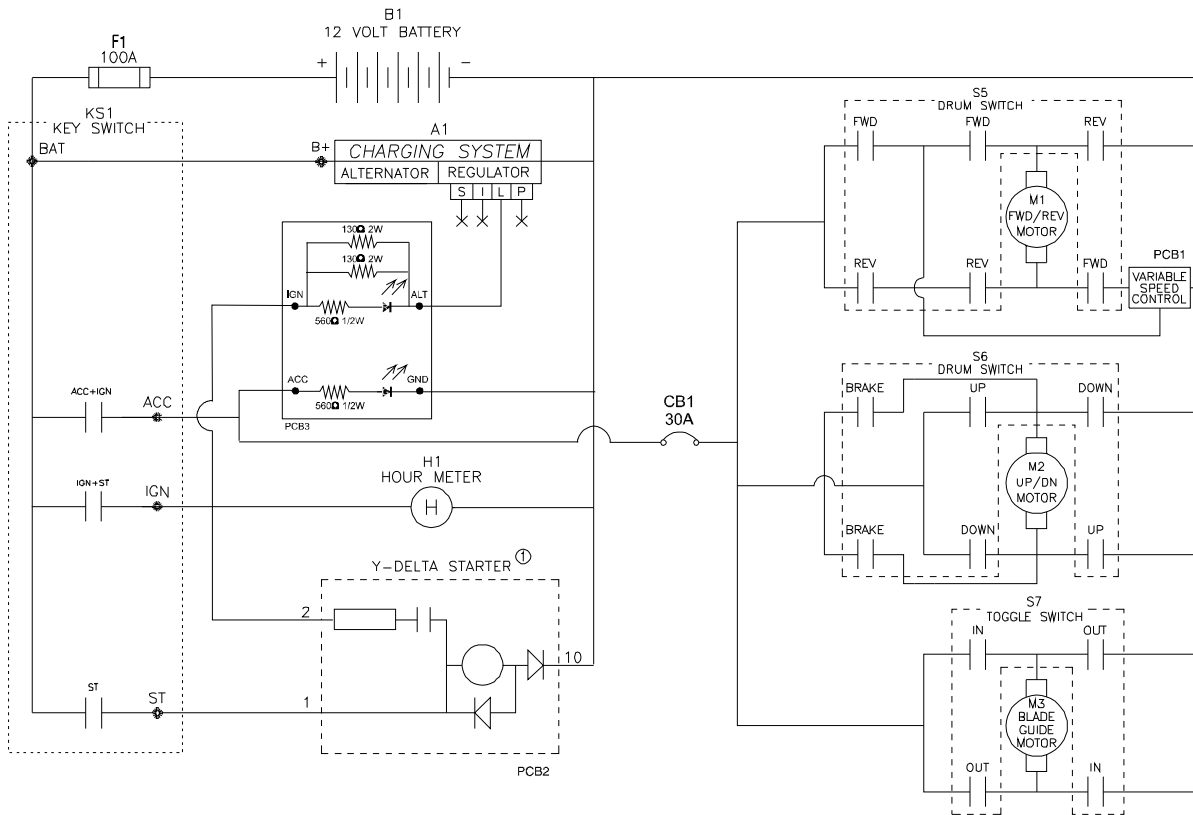 B1
12 VOLT BATTERY
F1
100A
+ −
KS1
KEY SWITCH
BAT
A1
B+
CHARGING SYSTEM
ALTERNATOR REGULATOR
S I L P
130Ω 2W
130Ω 2W
IGN ALT
560Ω 1/2W
ACC GND
560Ω 1/2W
PCB3
ACC+IGN
ACC
IGN+ST
IGN
H1
HOUR METER
H
Y-DELTA STARTER ①
2
10
ST
ST
1
PCB2
CB1
30A
S5
DRUM SWITCH
FWD FWD REV
M1
FWD/REV
MOTOR
REV REV FWD
PCB1
VARIABLE
SPEED
CONTROL
S6
DRUM SWITCH
BRAKE UP DOWN
M2
UP/DN
MOTOR
BRAKE DOWN UP
S7
TOGGLE SWITCH
IN OUT
M3
BLADE
GUIDE
MOTOR
OUT IN